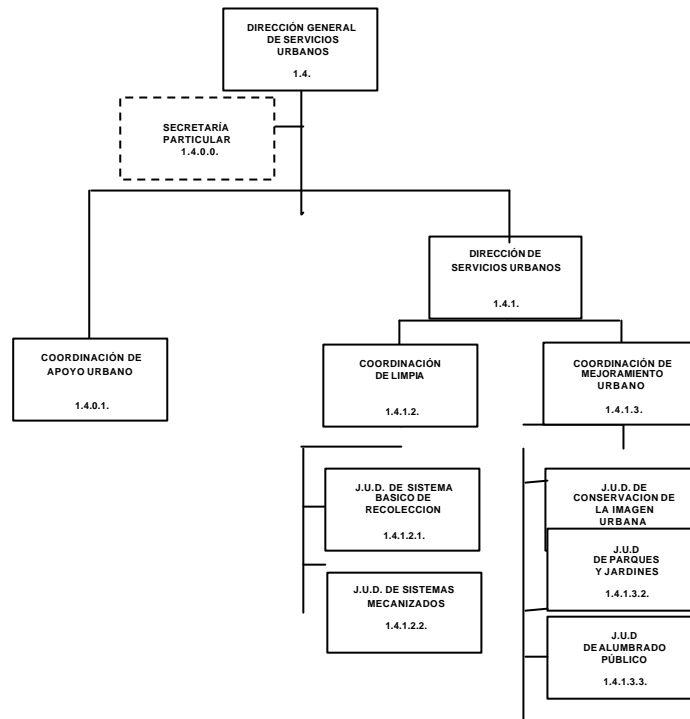 DIRECCIÓN GENERAL
DE SERVICIOS
URBANOS
1.4.
SECRETARÍA
PARTICULAR
1.4.0.0.
DIRECCIÓN DE
SERVICIOS URBANOS
1.4.1.
COORDINACIÓN DE
APOYO URBANO
1.4.0.1.
COORDINACIÓN
DE LIMPIA
1.4.1.2.
COORDINACIÓN DE
MEJORAMIENTO
URBANO
1.4.1.3.
J.U.D. DE SISTEMA
BASICO DE
RECOLECCION
1.4.1.2.1.
J.U.D. DE SISTEMAS
MECANIZADOS
1.4.1.2.2.
J.U.D. DE
CONSERVACION DE
LA IMAGEN
URBANA
J.U.D
DE PARQUES
Y JARDINES
1.4.1.3.2.
J.U.D
DE ALUMBRADO
PÚBLICO
1.4.1.3.3.